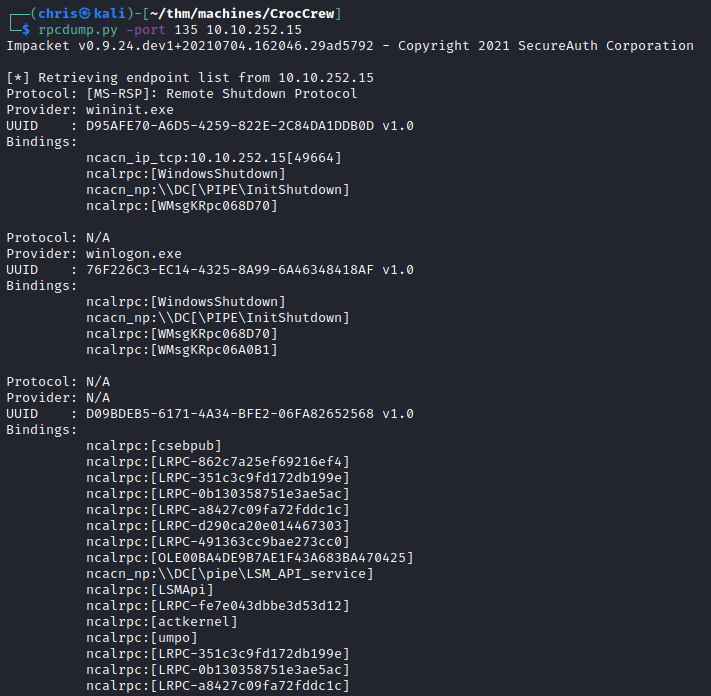 ┌──(chris㉿kali)-[~/thm/machines/CrocCrew]
└─$ rpcdump.py -port 135 10.10.252.15
Impacket v0.9.24.dev1+20210704.162046.29ad5792 - Copyright 2021 SecureAuth Corporation

[*] Retrieving endpoint list from 10.10.252.15
Protocol: [MS-RSP]: Remote Shutdown Protocol
Provider: wininit.exe
UUID    : D95AFE70-A6D5-4259-822E-2C84DA1DDB0D v1.0
Bindings:
          ncacn_ip_tcp:10.10.252.15[49664]
          ncalrpc:[WindowsShutdown]
          ncacn_np:\\DC[\PIPE\InitShutdown]
          ncalrpc:[WMsgKRpc068D70]

Protocol: N/A
Provider: winlogon.exe
UUID    : 76F226C3-EC14-4325-8A99-6A46348418AF v1.0
Bindings:
          ncalrpc:[WindowsShutdown]
          ncacn_np:\\DC[\PIPE\InitShutdown]
          ncalrpc:[WMsgKRpc068D70]
          ncalrpc:[WMsgKRpc06A0B1]

Protocol: N/A
Provider: N/A
UUID    : D09BDEB5-6171-4A34-BFE2-06FA82652568 v1.0
Bindings:
          ncalrpc:[csebpub]
          ncalrpc:[LRPC-862c7a25ef69216ef4]
          ncalrpc:[LRPC-351c3c9fd172db199e]
          ncalrpc:[LRPC-0b130358751e3ae5ac]
          ncalrpc:[LRPC-a8427c09fa72fddc1c]
          ncalrpc:[LRPC-d290ca20e014467303]
          ncalrpc:[LRPC-491363cc9bae273cc0]
          ncalrpc:[OLE00BA4DE9B7AE1F43A683BA470425]
          ncacn_np:\\DC[\pipe\LSM_API_service]
          ncalrpc:[LSMApi]
          ncalrpc:[LRPC-fe7e043dbbe3d53d12]
          ncalrpc:[actkernel]
          ncalrpc:[umpo]
          ncalrpc:[LRPC-351c3c9fd172db199e]
          ncalrpc:[LRPC-0b130358751e3ae5ac]
          ncalrpc:[LRPC-a8427c09fa72fddc1c]